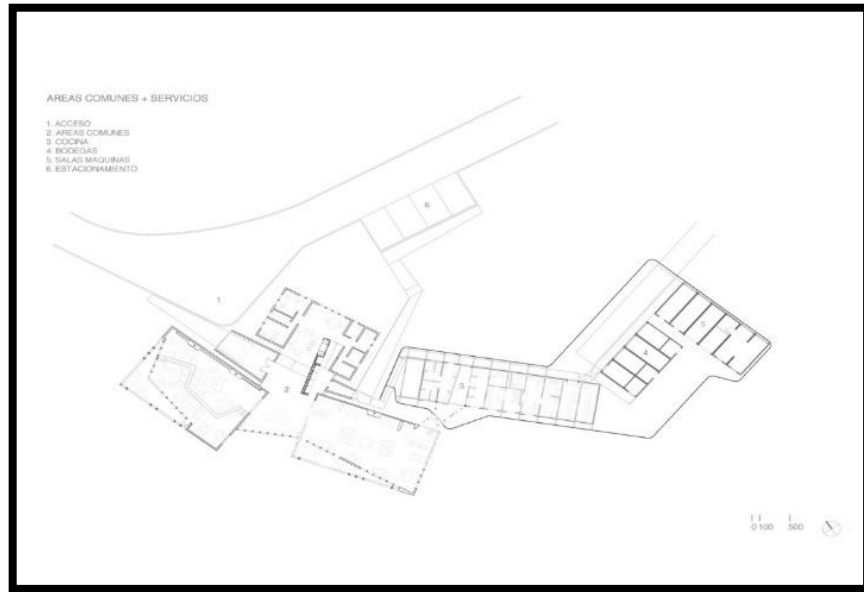 AREAS COMUNES + SERVICIOS
1. ACCESO
2. AREAS COMUNES
3. COCINA
4. BODEGAS
5. SALAS MAQUINAS
6. ESTACIONAMIENTO
6
1
5
4
3
2
0 100 500